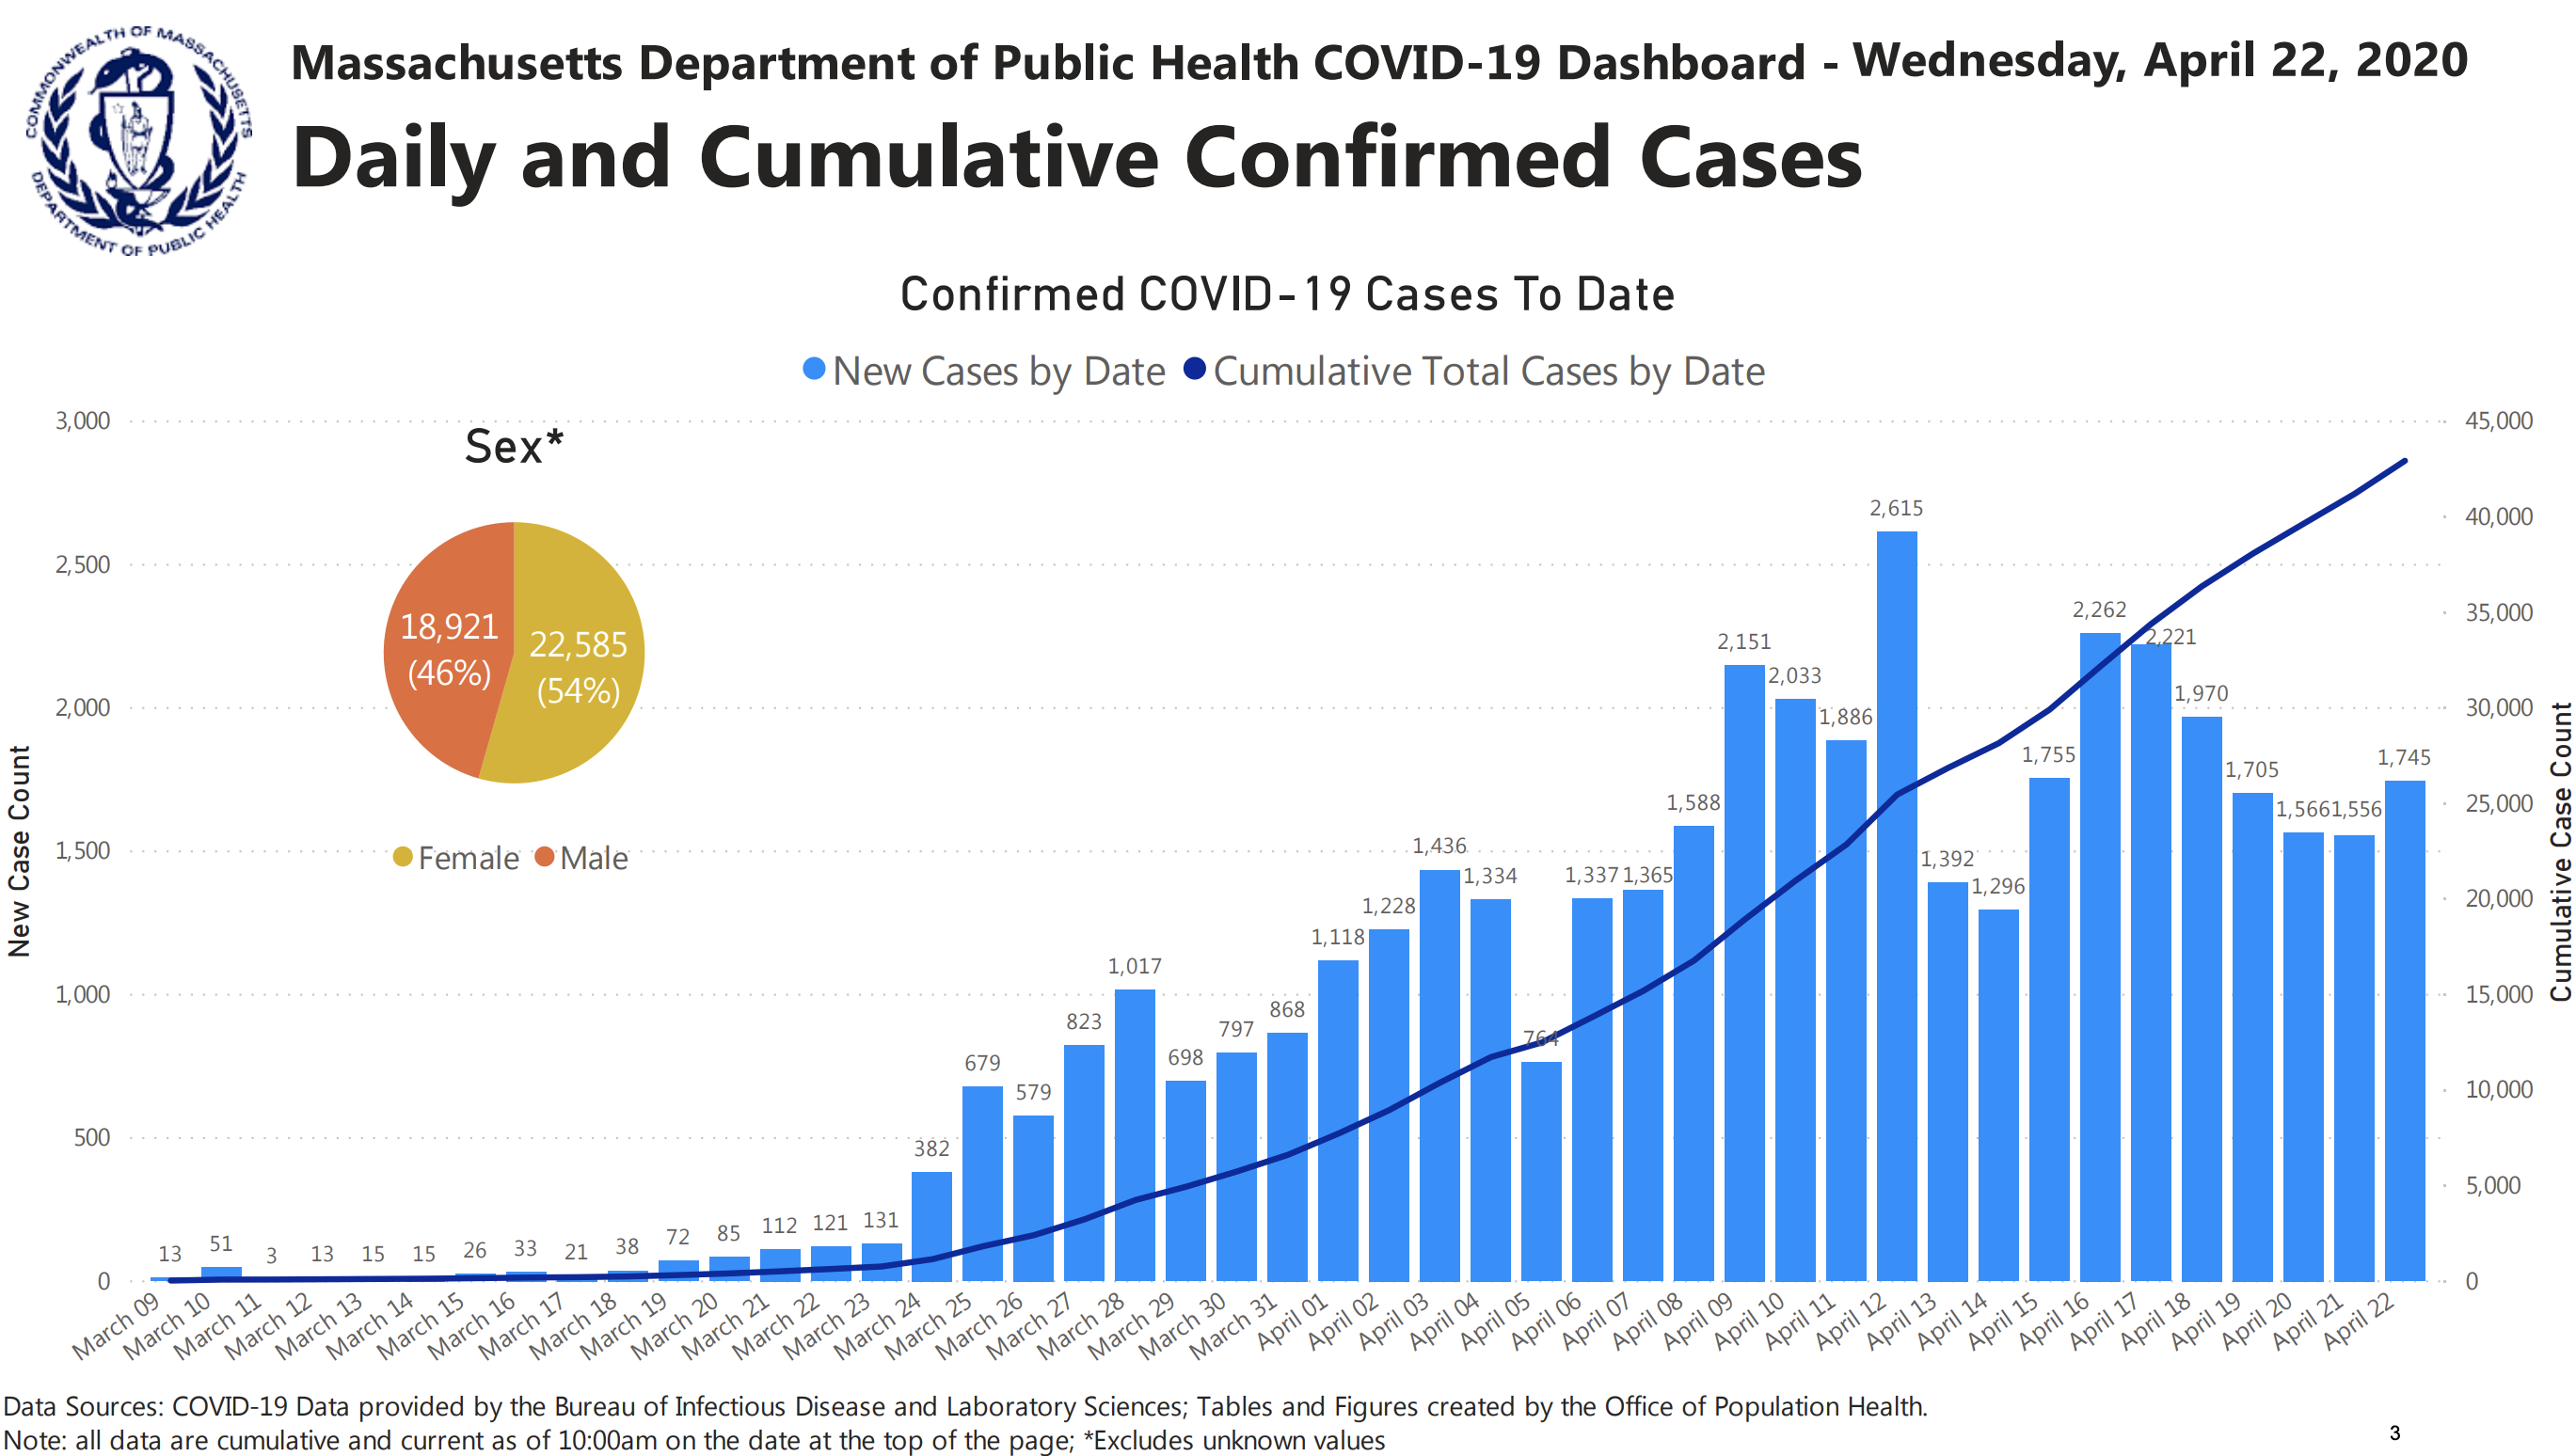 COMMONWEALTH OF MASSACHUSETTS
DEPARTMENT OF PUBLIC HEALTH
Massachusetts Department of Public Health COVID-19 Dashboard - Wednesday, April 22, 2020
Daily and Cumulative Confirmed Cases
Confirmed COVID-19 Cases To Date
New Cases by Date Cumulative Total Cases by Date
Sex*
18,921
(46%)
22,585
(54%)
Female Male
New Case Count
3,000
2,500
2,000
1,500
1,000
500
0
13 51 3 13 15 15 26 33 21 38 72 85 112 121 131 382 679 579 823 1,017 698 797 868 1,118 1,228 1,436 1,334 764 1,337 1,365 1,588 2,151 2,033 1,886 2,615 1,392 1,296 1,755 2,262 2,221 1,970 1,705 1,566 1,556 1,745
45,000
40,000
35,000
30,000
25,000
20,000
15,000
10,000
5,000
0
Cumulative Case Count
March 09 March 10 March 11 March 12 March 13 March 14 March 15 March 16 March 17 March 18 March 19 March 20 March 21 March 22 March 23 March 24 March 25 March 26 March 27 March 28 March 29 March 30 March 31 April 01 April 02 April 03 April 04 April 05 April 06 April 07 April 08 April 09 April 10 April 11 April 12 April 13 April 14 April 15 April 16 April 17 April 18 April 19 April 20 April 21 April 22
Data Sources: COVID-19 Data provided by the Bureau of Infectious Disease and Laboratory Sciences; Tables and Figures created by the Office of Population Health.
Note: all data are cumulative and current as of 10:00am on the date at the top of the page; *Excludes unknown values
3